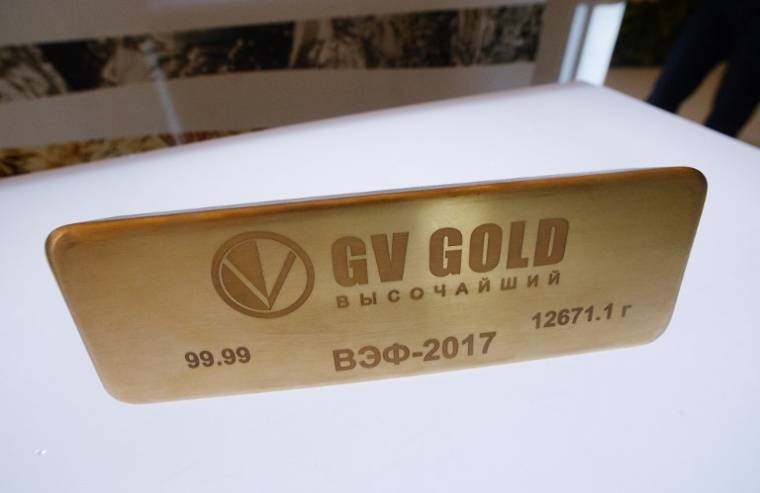 GV GOLD
ВЫСОЧАЙШИЙ
99.99
ВЭФ-2017
12671.1 г